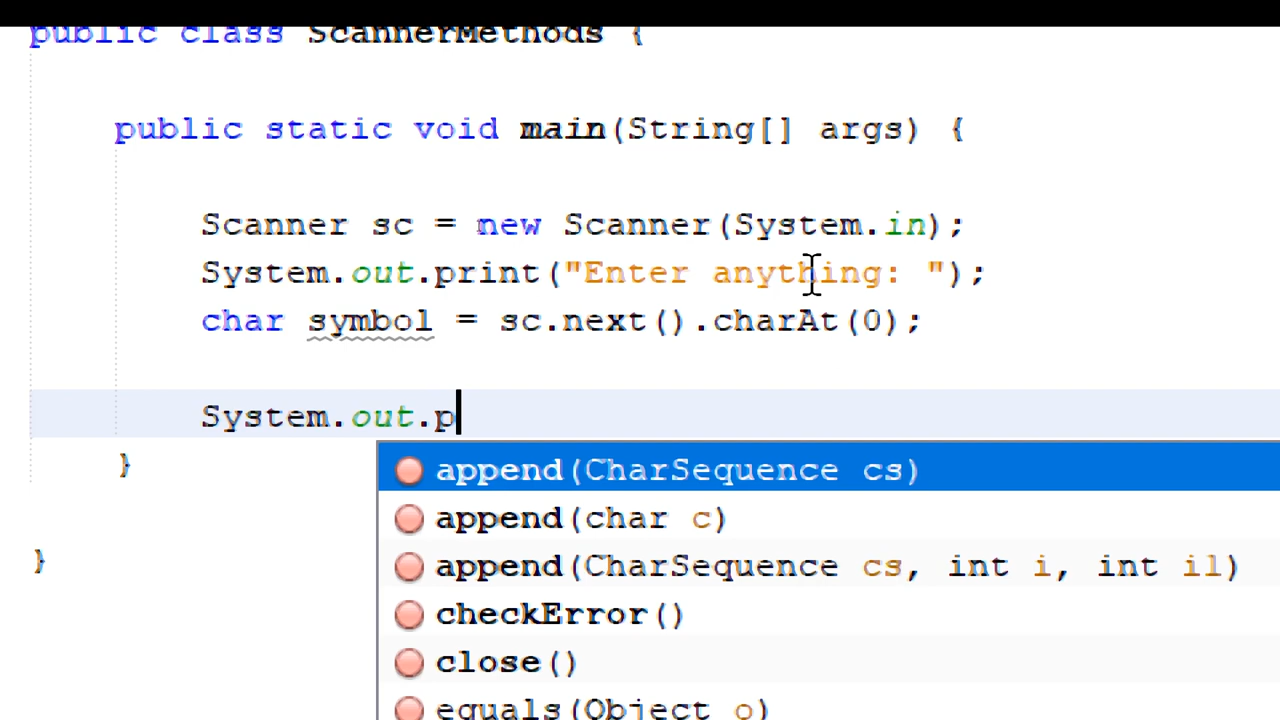 public class ScannerMethods {
public static void main(String[] args) {
Scanner sc = new Scanner(System.in);
System.out.print("Enter anything: ");
char symbol = sc.next().charAt(0);
System.out.p
}
append(CharSequence cs)
append(char c)
append(CharSequence cs, int i, int i1)
}
checkError()
close()
equals(Object o)